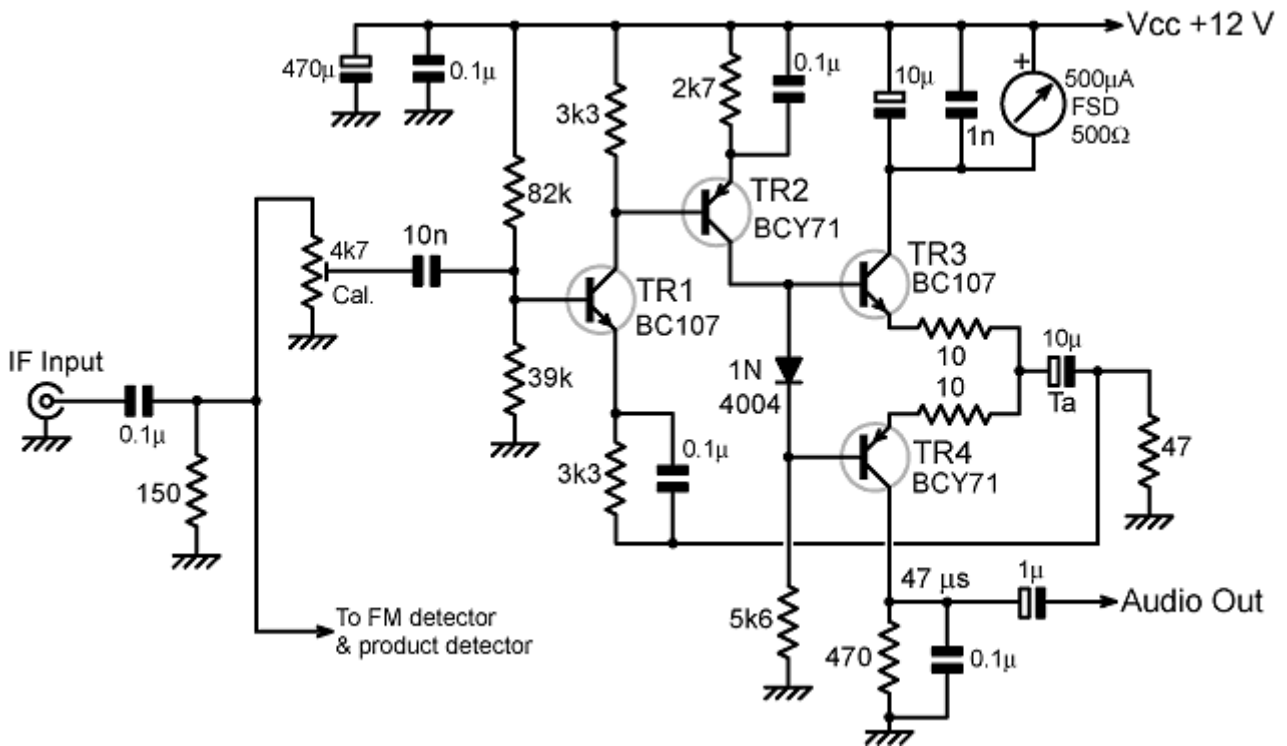 Vcc +12 V
470µ
0.1µ
3k3
2k7
0.1µ
10µ
1n
+
500µA
FSD
500Ω
82k
TR2
BCY71
4k7
Cal.
10n
TR1
BC107
TR3
BC107
IF Input
0.1µ
39k
1N
4004
10
10
10µ
Ta
150
3k3
0.1µ
TR4
BCY71
47
To FM detector
& product detector
5k6
47 µs
1µ
Audio Out
470
0.1µ